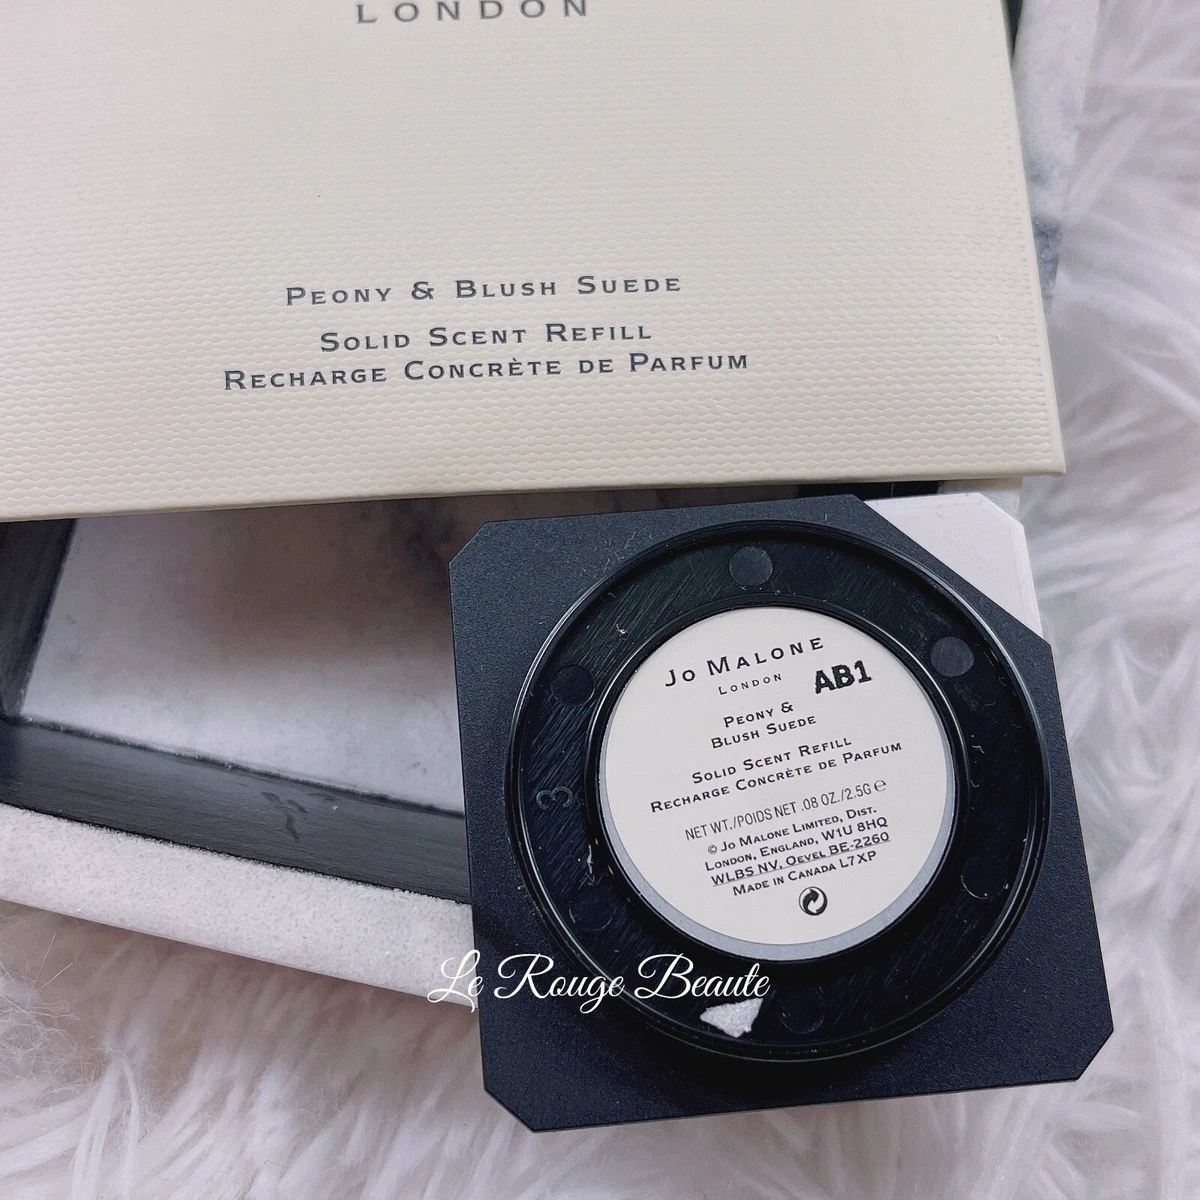 LONDON
PEONY & BLUSH SUEDE
SOLID SCENT REFILL
RECHARGE CONCRÈTE DE PARFUM
JO MALONE
LONDON
AB1
PEONY &
BLUSH SUEDE
SOLID SCENT REFILL
RECHARGE CONCRÈTE DE PARFUM
NET WT./POIDS NET .08 OZ./2.5G ℮
© JO MALONE LIMITED, DIST.
LONDON, ENGLAND, W1U 8HQ
WLBS NV, OEVEL BE-2260
MADE IN CANADA L7XP
3
Le Rouge Beaute